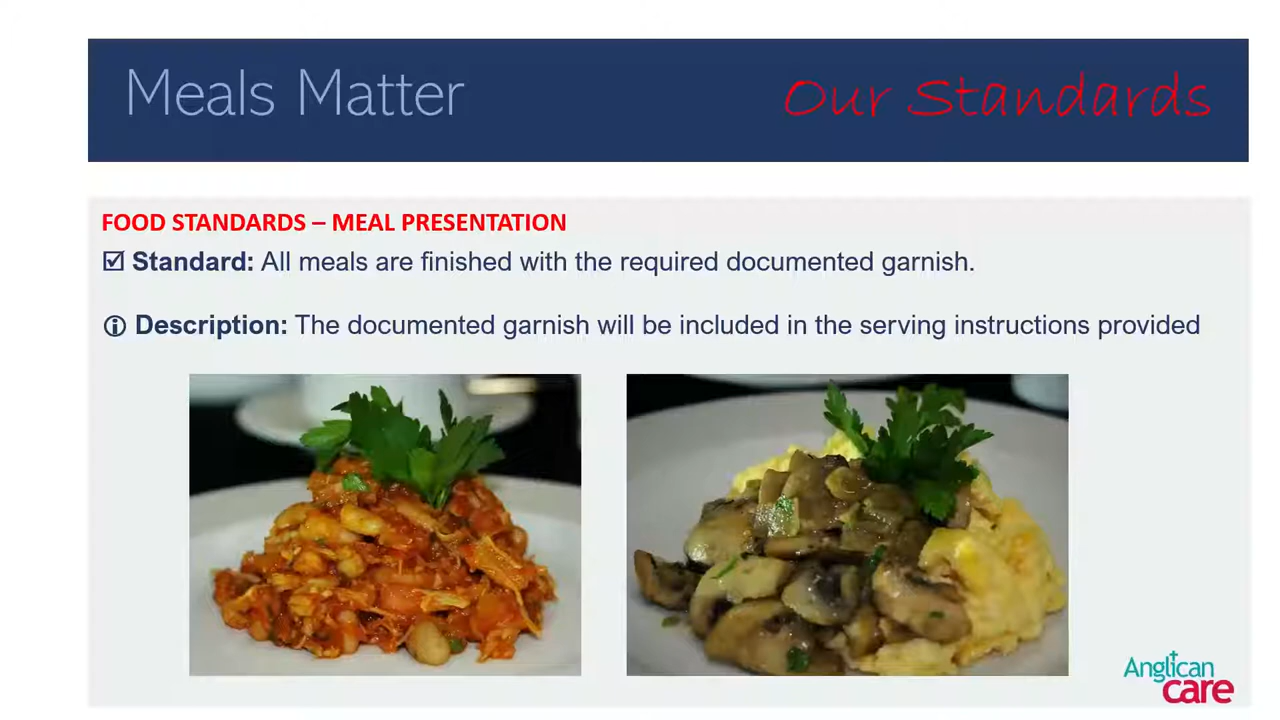 Meals Matter
Our Standards
FOOD STANDARDS – MEAL PRESENTATION
☑ Standard: All meals are finished with the required documented garnish.
ⓘ Description: The documented garnish will be included in the serving instructions provided
Anglican
care